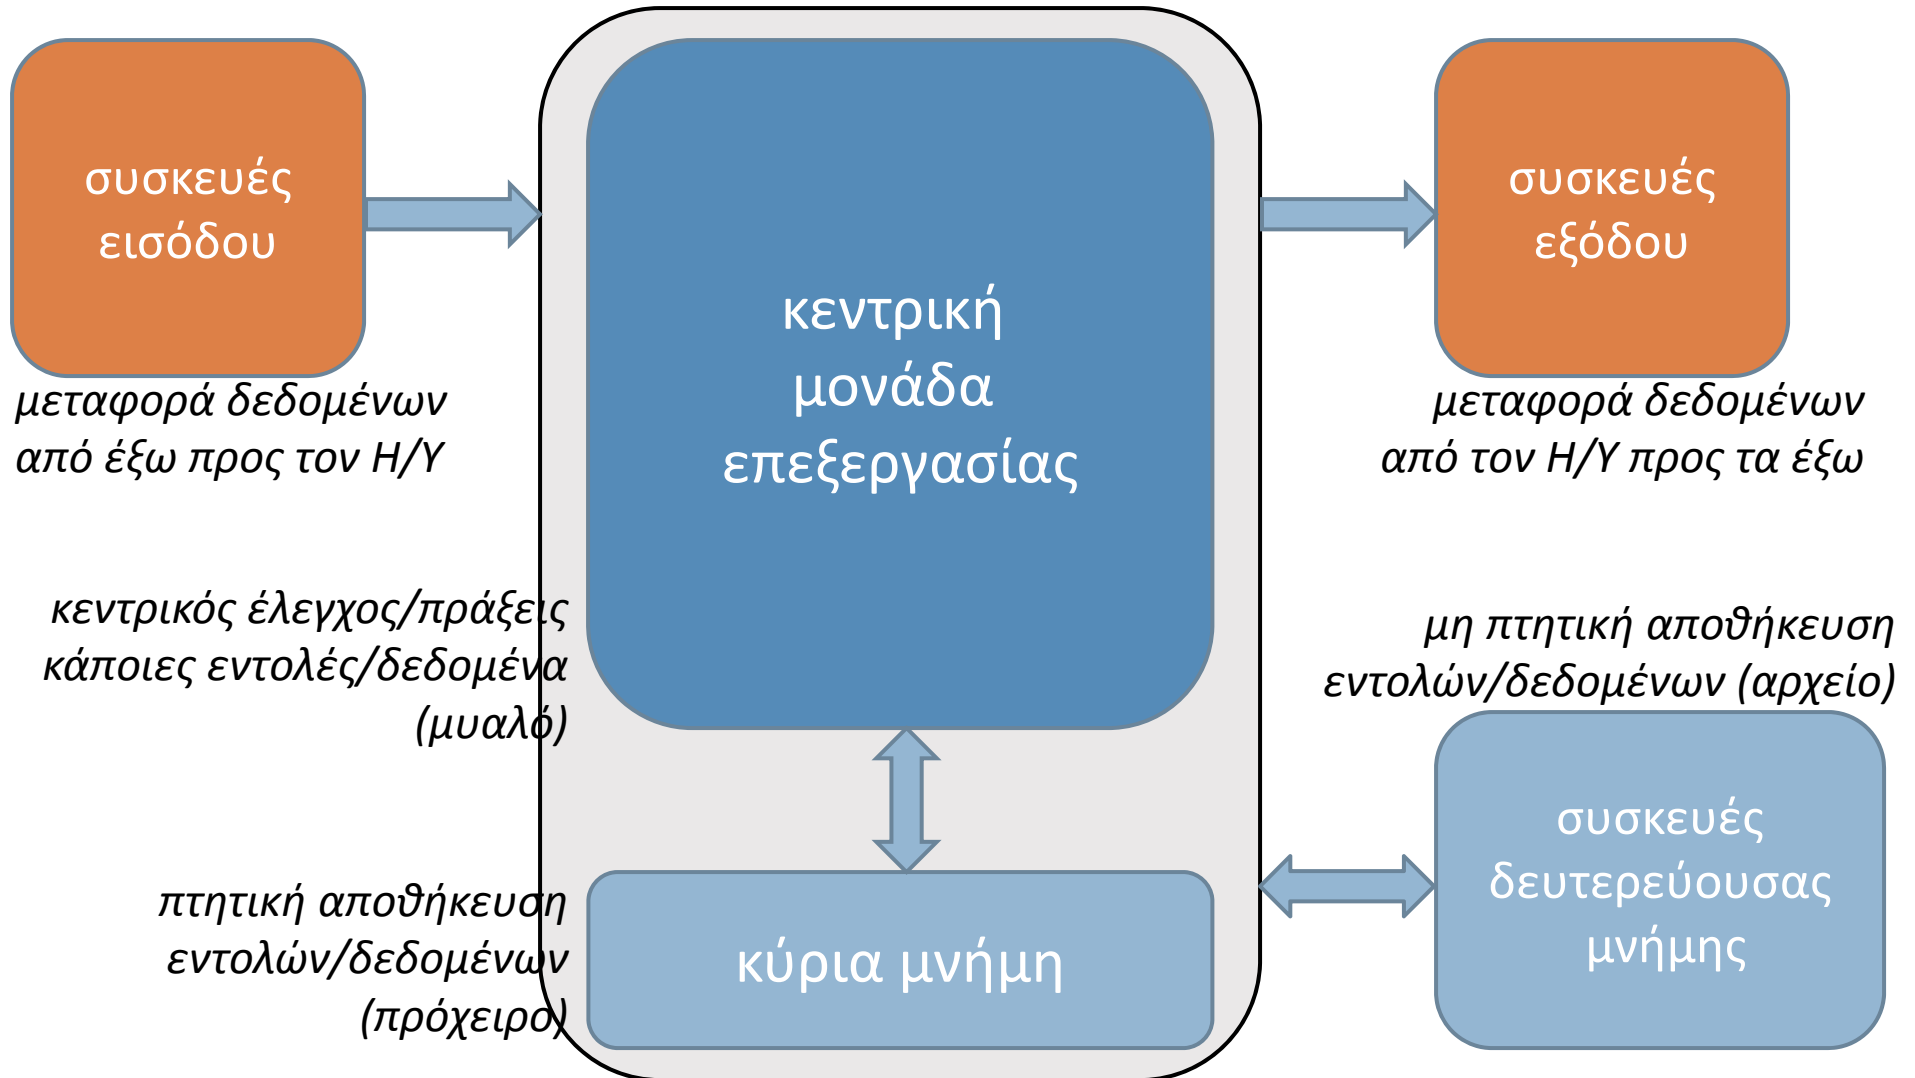 συσκευές
εισόδου
μεταφορά δεδομένων
από έξω προς τον Η/Υ
κεντρική
μονάδα
επεξεργασίας
συσκευές
εξόδου
μεταφορά δεδομένων
από τον Η/Υ προς τα έξω
κεντρικός έλεγχος/πράξεις
κάποιες εντολές/δεδομένα
(μυαλό)
μη πτητική αποθήκευση
εντολών/δεδομένων (αρχείο)
συσκευές
δευτερεύουσας
μνήμης
πτητική αποθήκευση
εντολών/δεδομένων
(πρόχειρο)
κύρια μνήμη